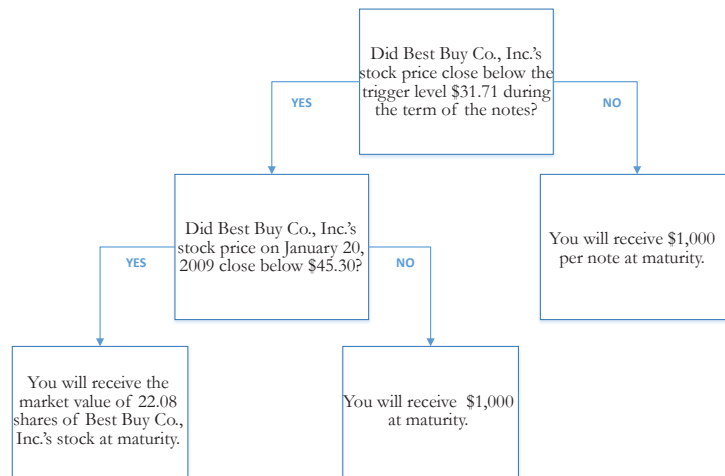 Did Best Buy Co., Inc.'s
stock price close below the
trigger level $31.71 during
the term of the notes?
YES
NO
Did Best Buy Co., Inc.'s
stock price on January 20,
2009 close below $45.30?
You will receive $1,000
per note at maturity.
YES
NO
You will receive the
market value of 22.08
shares of Best Buy Co.,
Inc.'s stock at maturity.
You will receive $1,000
at maturity.